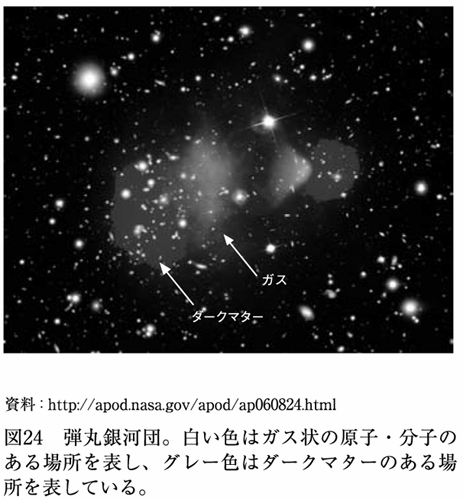 ガス
ダークマター
資料：http://apod.nasa.gov/apod/ap060824.html
図24　弾丸銀河団。白い色はガス状の原子・分子の
ある場所を表し、グレー色はダークマターのある場
所を表している。